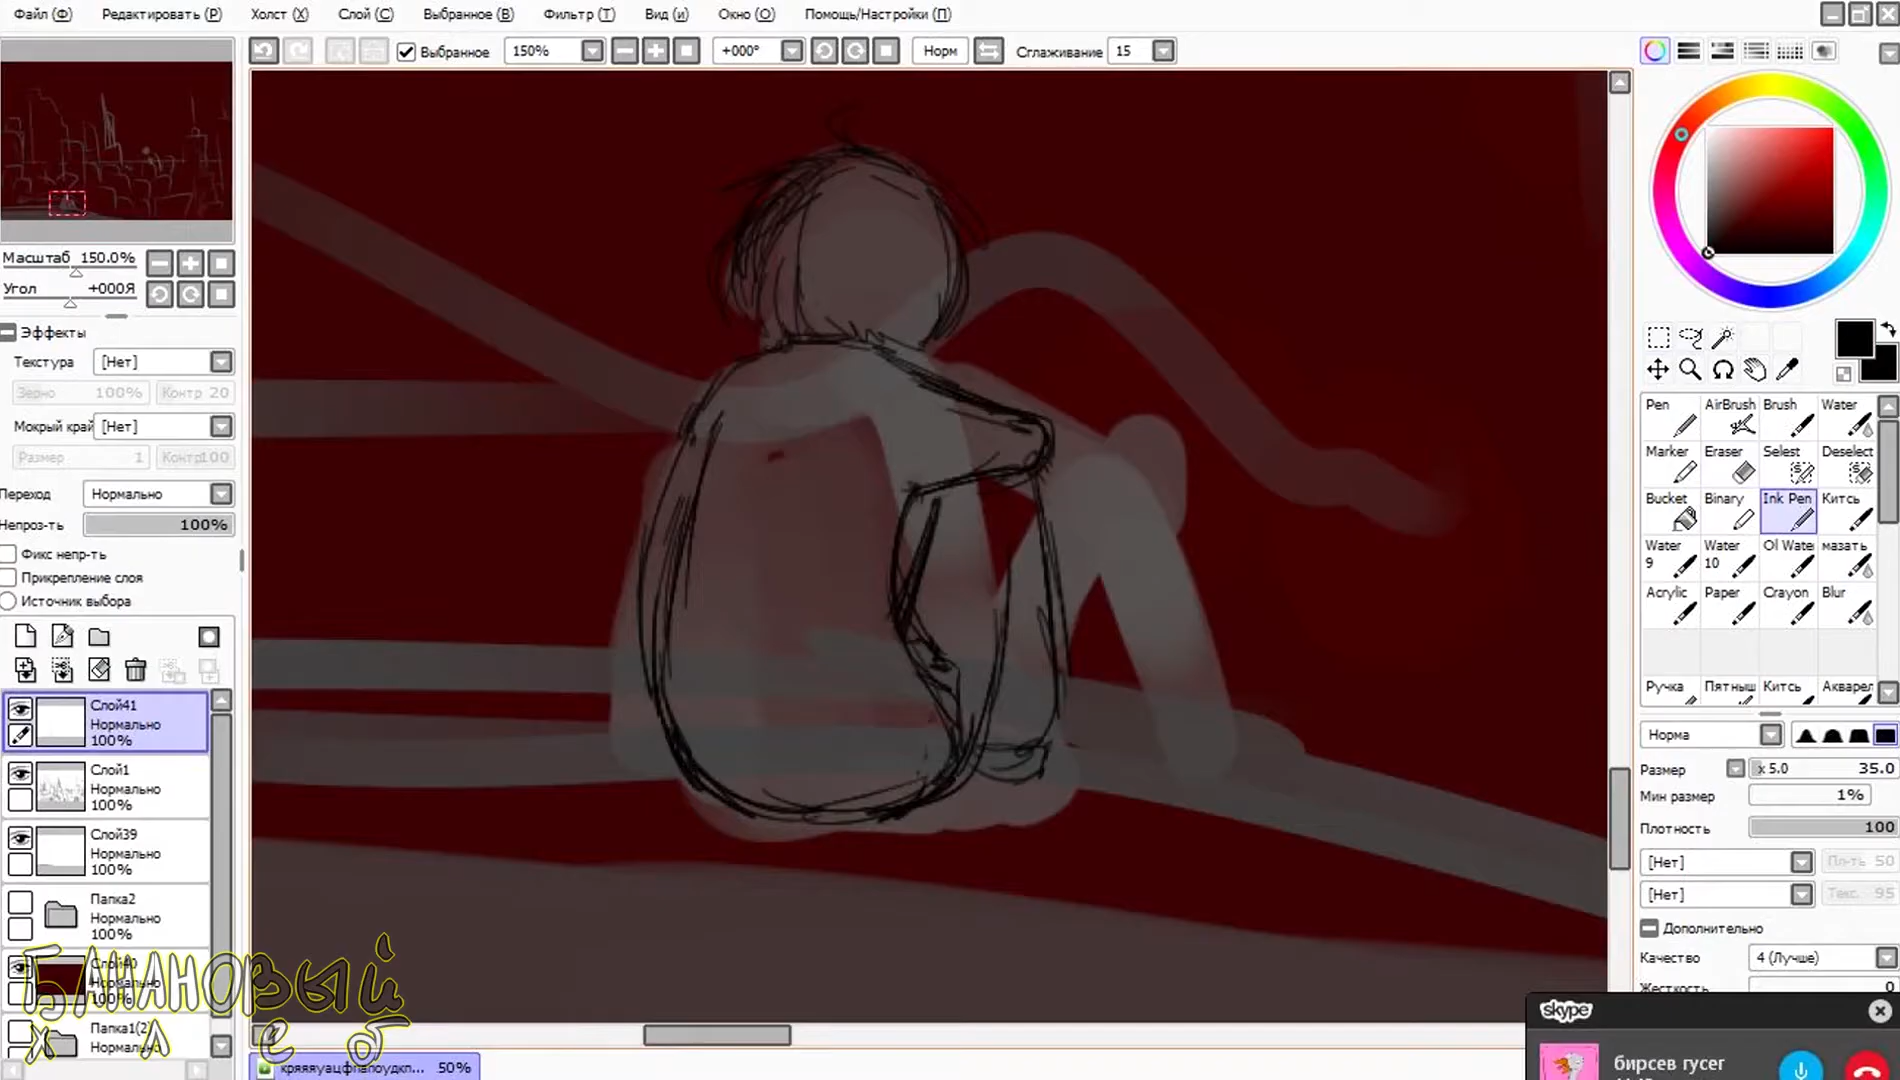 Файл (Ф) Редактировать (Р) Холст (Х) Слой (С) Выбранное (В) Фильтр (Т) Вид (и) Окно (О) Помощь/Настройки (П)
Выбранное 150% +000° Норм Сглаживание 15
Масштаб 150.0%
Угол +000Я
Эффекты
Текстура [Нет]
Зерно 100% Контр 20
Мокрый край [Нет]
Размер 1 Контр100
Переход Нормально
Непроз-ть 100%
Фикс непр-ть
Прикрепление слоя
Источник выбора
Слой41
Нормально
100%
Слой1
Нормально
100%
Слой39
Нормально
100%
Папка2
Нормально
100%
Слой40
Нормально
100%
Папка1(2)
Нормально
БАНАНОВЫЙ
хлеб
50%
Pen AirBrush Brush Water
Marker Eraser Selest Deselect
Bucket Binary Ink Pen Китсь
Water 9 Water 10 Ol Wate мазать
Acrylic Paper Crayon Blur
Ручка Пятныш Китсь Акварел
Норма
Размер x 5.0 35.0
Мин размер 1%
Плотность 100
[Нет] Пл-ть 50
[Нет] Текс. 95
Дополнительно
Качество 4 (Лучше)
Жесткость 0
skype
бирсев гусег